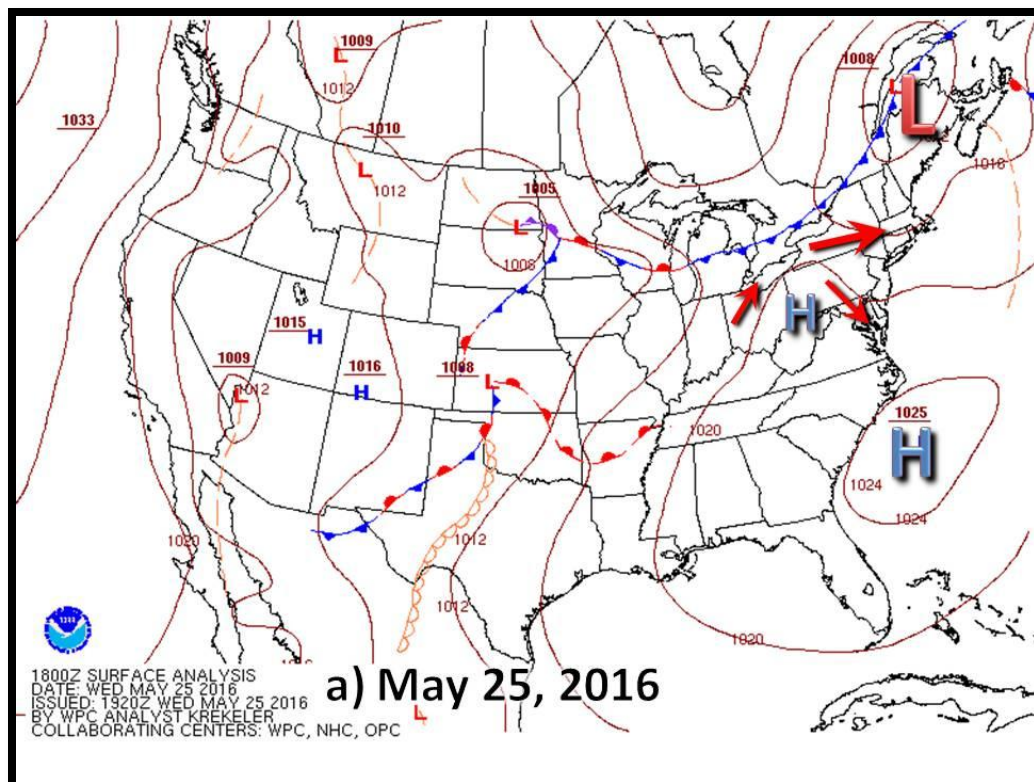 1009
L
1008
1012
L
L
1033
1010
1016
L
1012
1005
L
1008
H
1015
H
1009
1016
1008
H
L
1012
L
1020
1025
H
1024
1024
1020
1012
1012
1020
L
1800Z SURFACE ANALYSIS
DATE: WED MAY 25 2016
ISSUED: 1920Z WED MAY 25 2016
BY WPC ANALYST KREKELER
COLLABORATING CENTERS: WPC, NHC, OPC
a) May 25, 2016